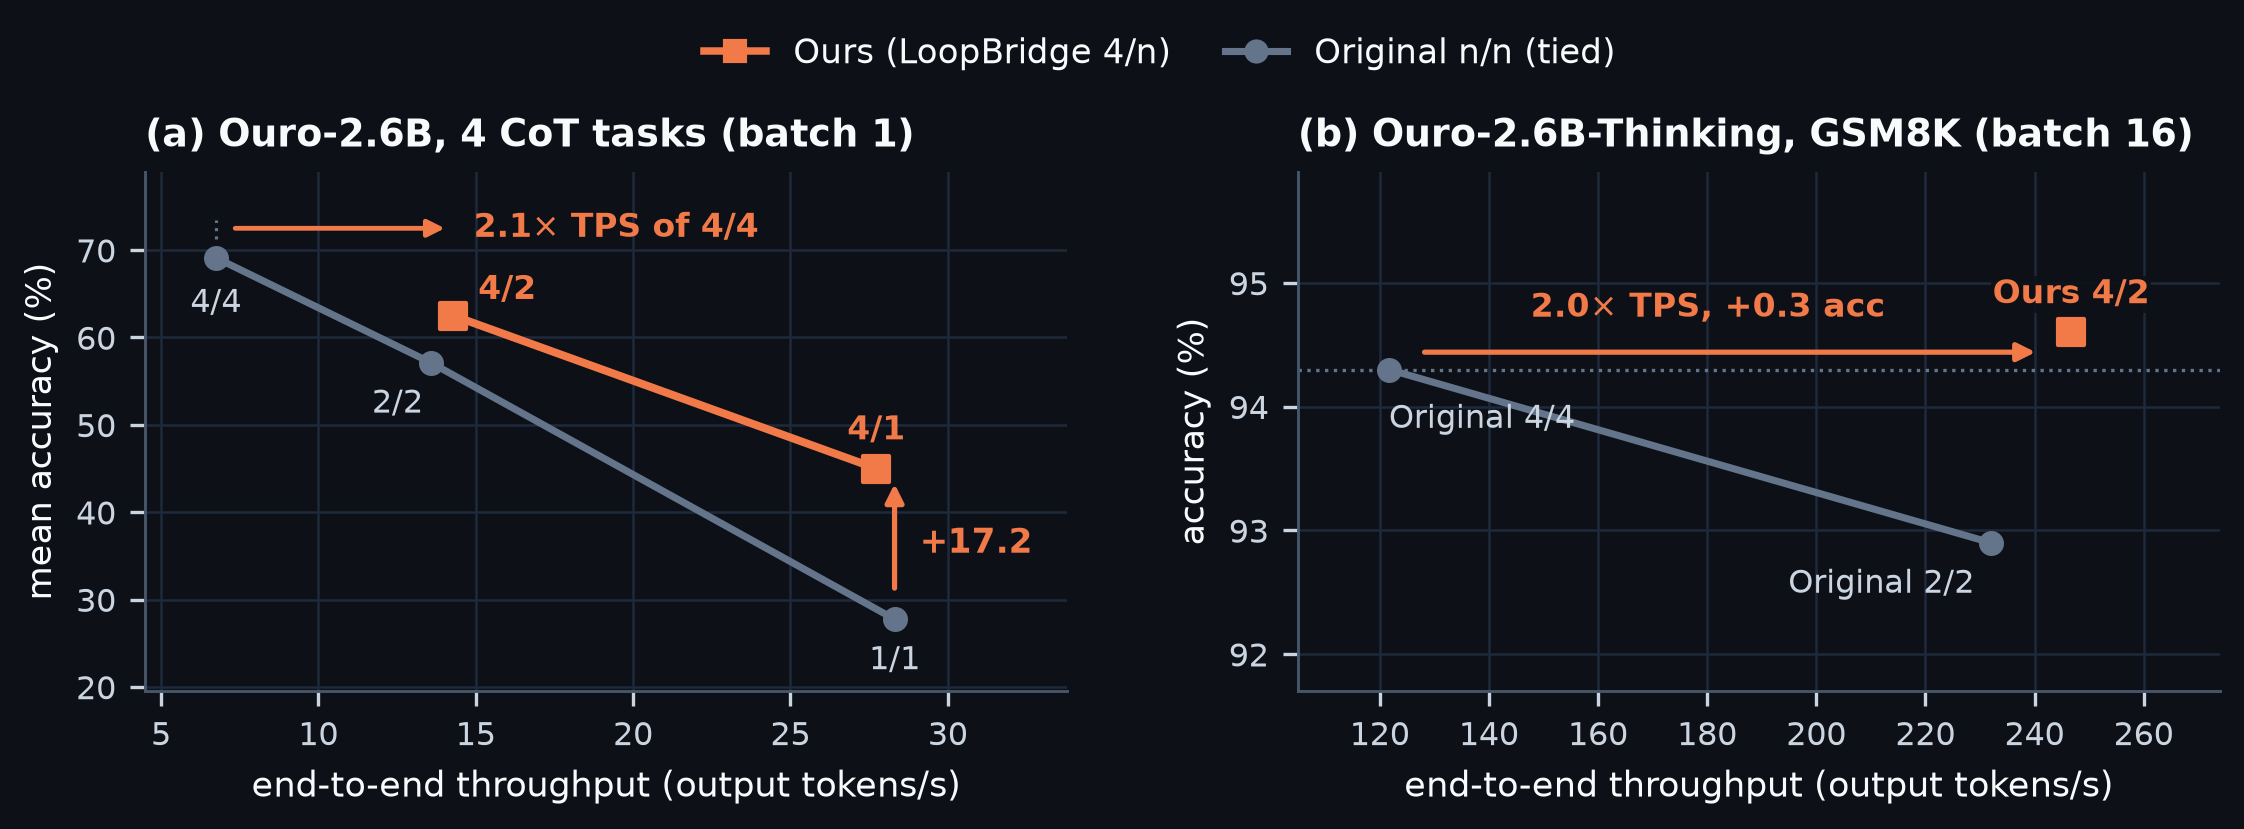 Ours (LoopBridge 4/n)
Original n/n (tied)
(a) Ouro-2.6B, 4 CoT tasks (batch 1)
mean accuracy (%)
70
60
50
40
30
20
2.1× TPS of 4/4
4/4
4/2
2/2
4/1
+17.2
1/1
5 10 15 20 25 30
end-to-end throughput (output tokens/s)
(b) Ouro-2.6B-Thinking, GSM8K (batch 16)
accuracy (%)
95
94
93
92
Ours 4/2
2.0× TPS, +0.3 acc
Original 4/4
Original 2/2
120 140 160 180 200 220 240 260
end-to-end throughput (output tokens/s)